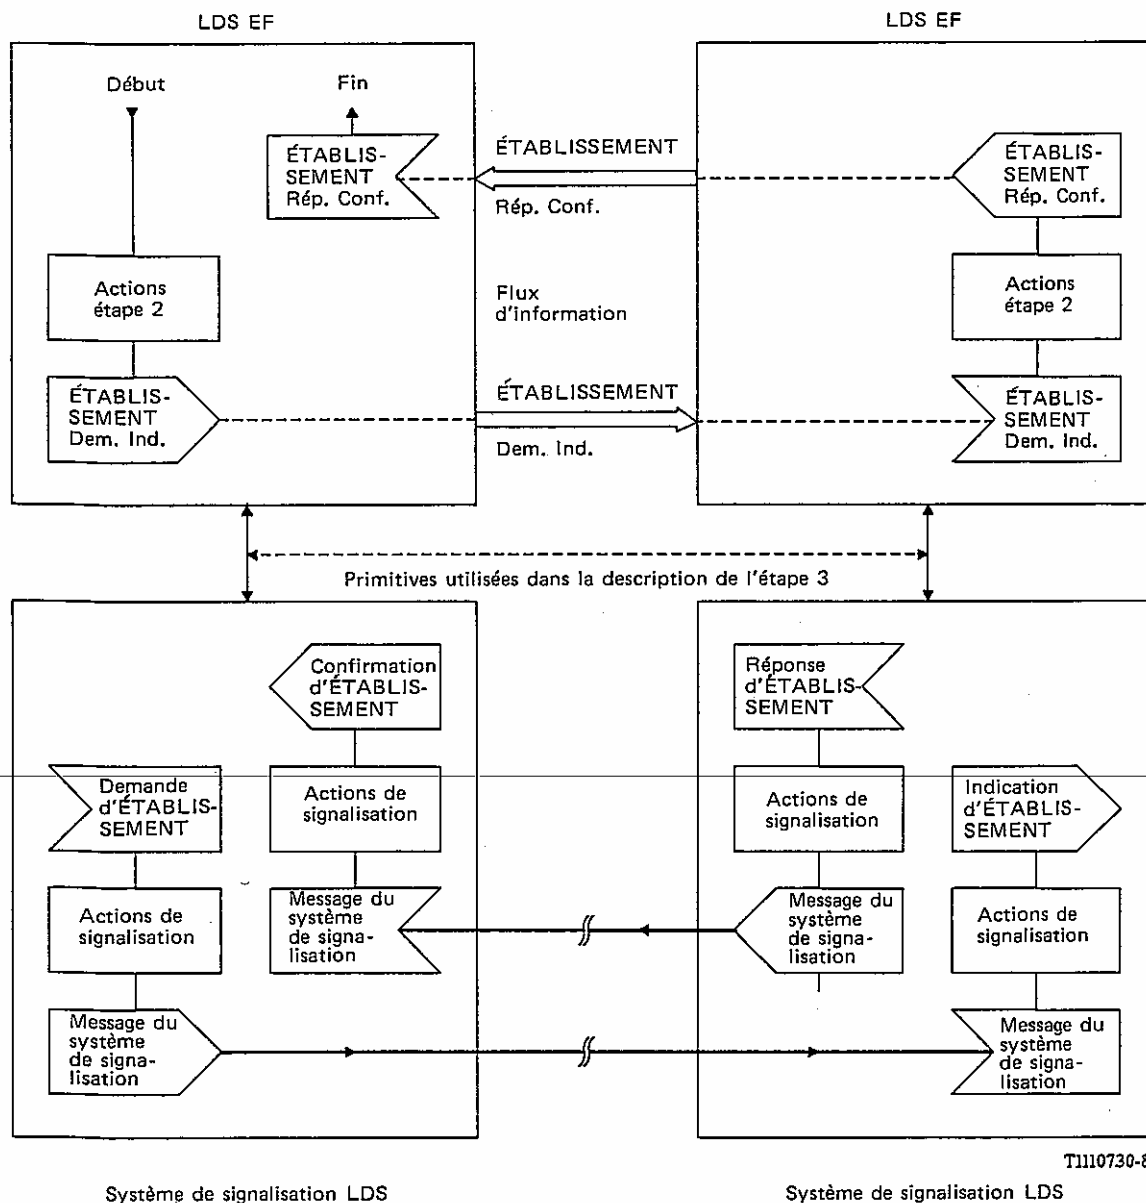 LDS EF
LDS EF
Début
Fin
ÉTABLIS-
SEMENT
Rép. Conf.
ÉTABLISSEMENT
Rép. Conf.
ÉTABLIS-
SEMENT
Rép. Conf.
Actions
étape 2
Flux
d'information
Actions
étape 2
ÉTABLIS-
SEMENT
Dem. Ind.
ÉTABLISSEMENT
Dem. Ind.
ÉTABLIS-
SEMENT
Dem. Ind.
Primitives utilisées dans la description de l'étape 3
Confirmation
d'ÉTABLIS-
SEMENT
Réponse
d'ÉTABLIS-
SEMENT
Demande
d'ÉTABLIS-
SEMENT
Actions de
signalisation
Actions de
signalisation
Indication
d'ÉTABLIS-
SEMENT
Actions de
signalisation
Message du
système
de signa-
lisation
Message du
système
de signa-
lisation
Actions de
signalisation
Message du
système
de signa-
lisation
Message du
système
de signa-
lisation
T1110730-8
Système de signalisation LDS
Système de signalisation LDS